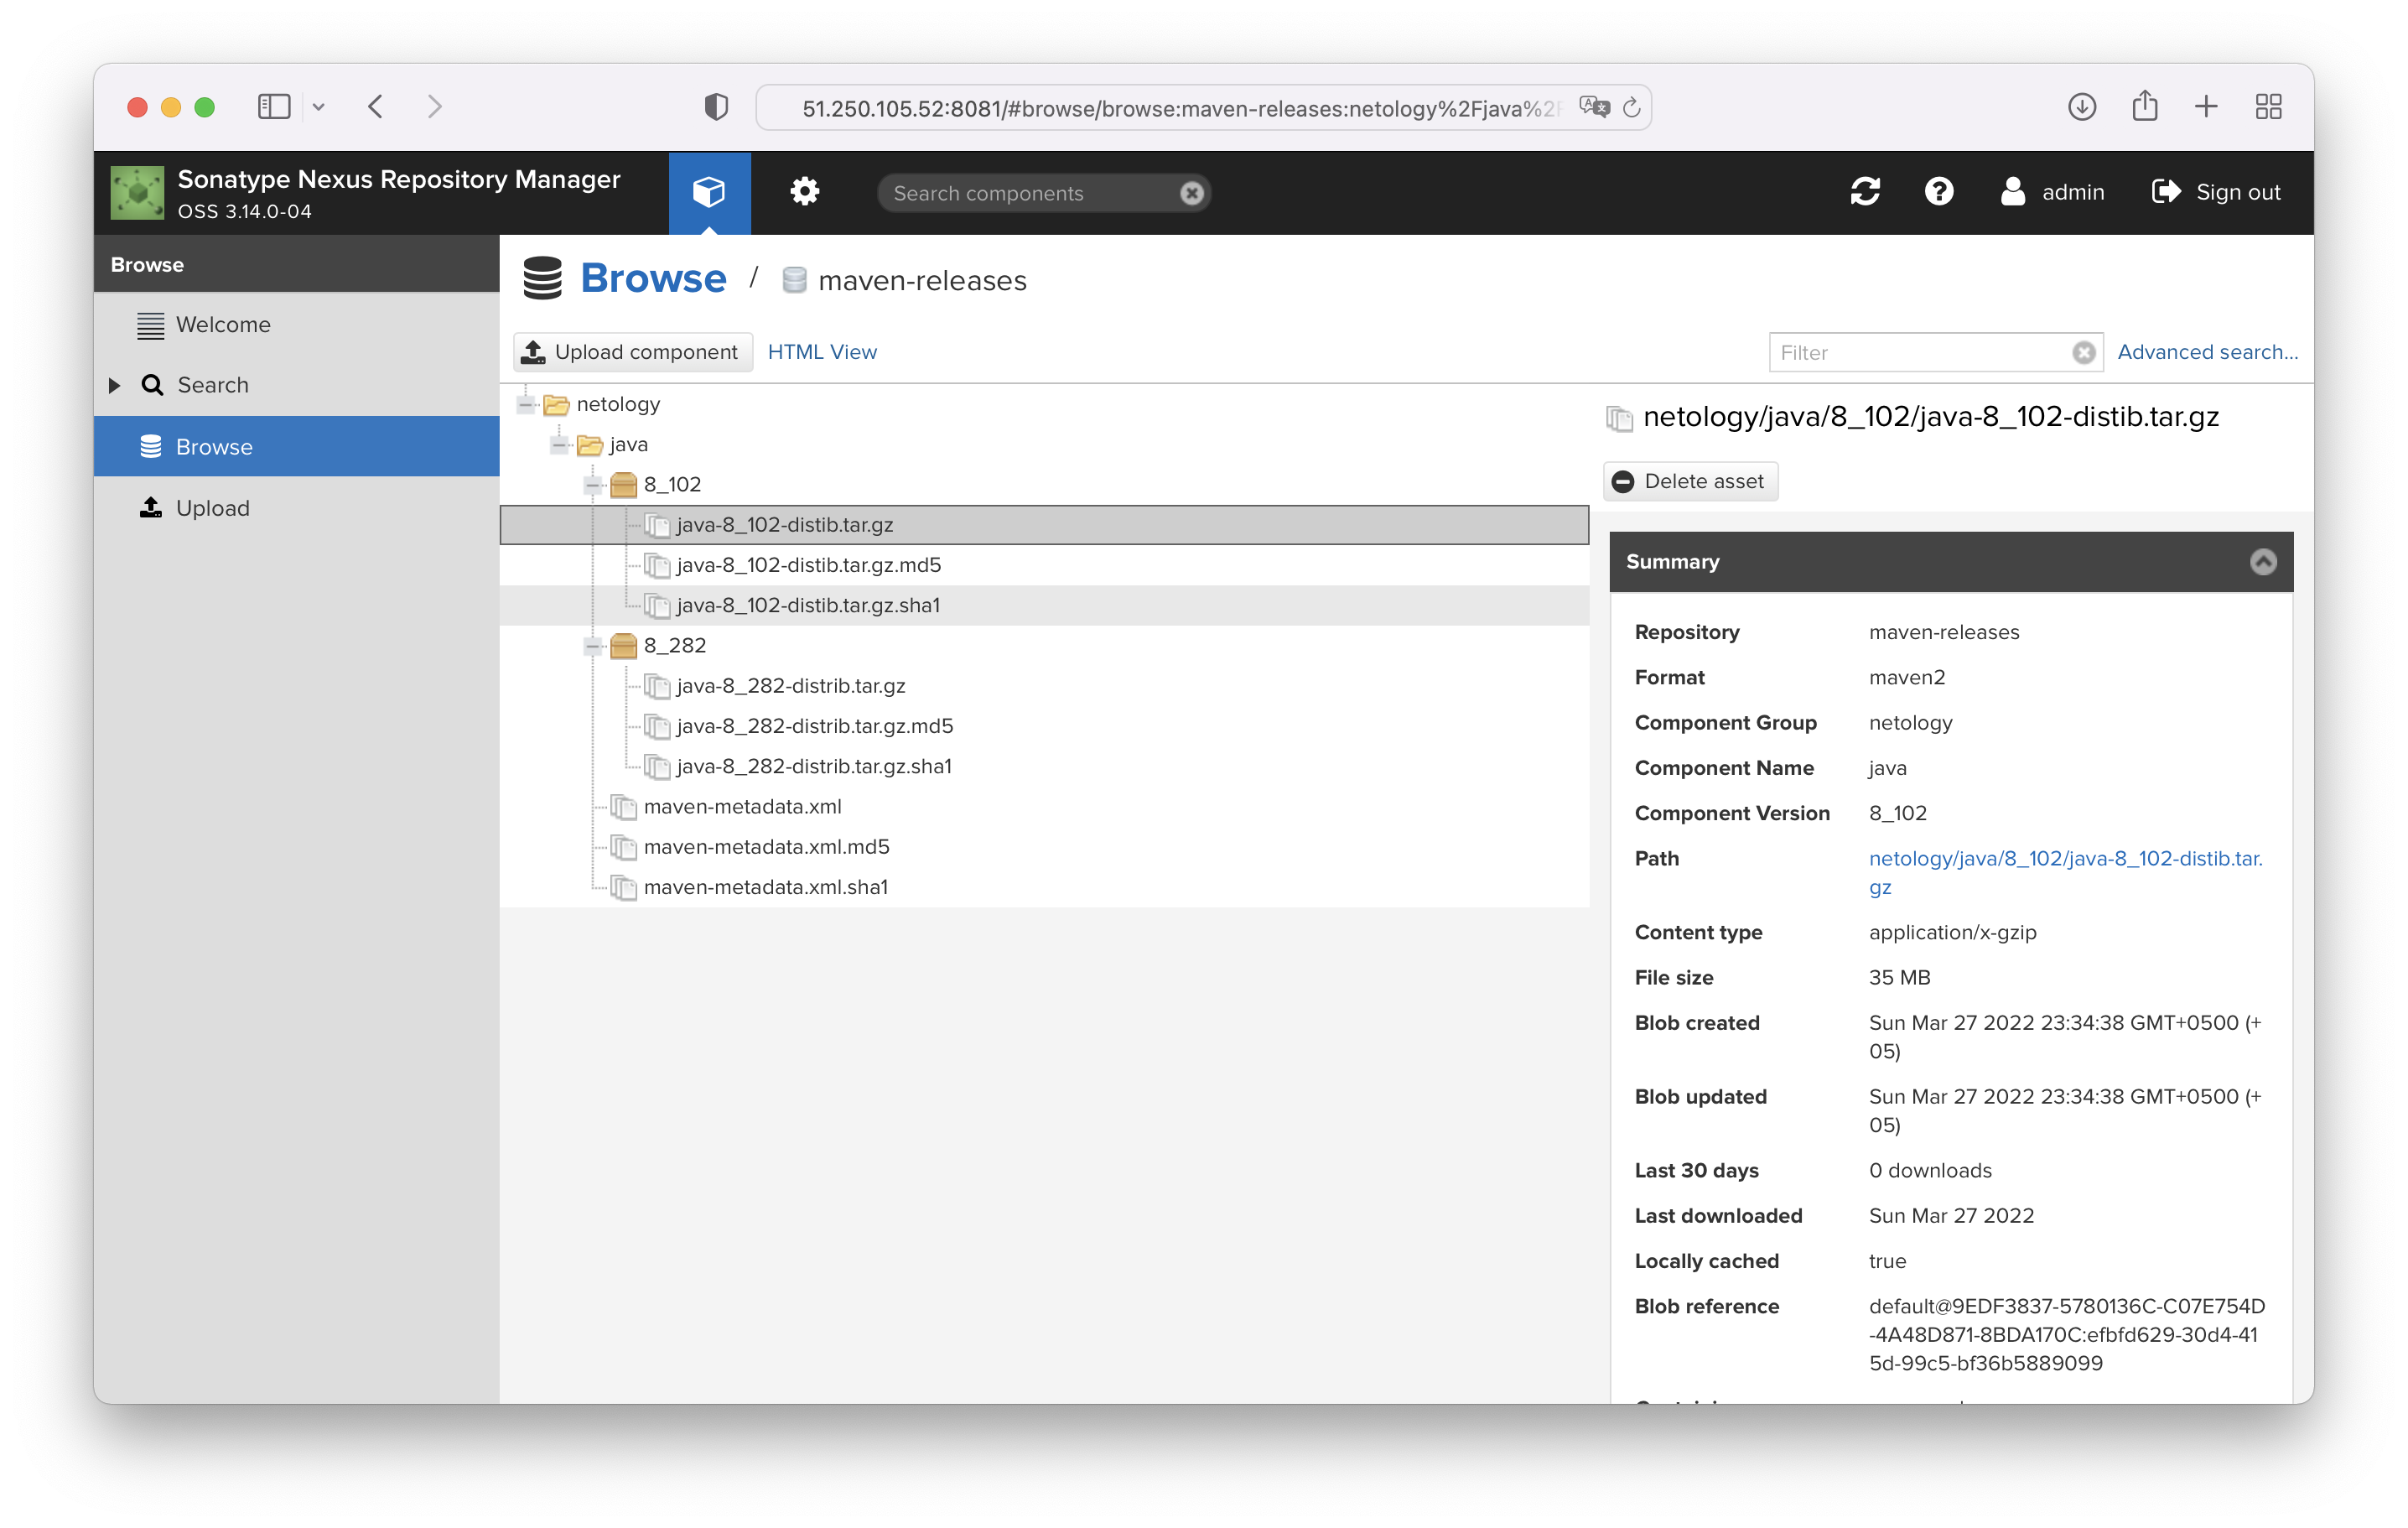 51.250.105.52:8081/#browse/browse:maven-releases:netology%2Fjava%2F
Sonatype Nexus Repository Manager
OSS 3.14.0-04
Search components
admin
Sign out
Browse
Welcome
Search
Browse
Upload
Browse / maven-releases
Upload component
HTML View
Filter
Advanced search...
netology
java
8_102
java-8_102-distib.tar.gz
java-8_102-distib.tar.gz.md5
java-8_102-distib.tar.gz.sha1
8_282
java-8_282-distrib.tar.gz
java-8_282-distrib.tar.gz.md5
java-8_282-distrib.tar.gz.sha1
maven-metadata.xml
maven-metadata.xml.md5
maven-metadata.xml.sha1
netology/java/8_102/java-8_102-distib.tar.gz
Delete asset
Summary
Repository maven-releases
Format maven2
Component Group netology
Component Name java
Component Version 8_102
Path netology/java/8_102/java-8_102-distib.tar.
gz
Content type application/x-gzip
File size 35 MB
Blob created Sun Mar 27 2022 23:34:38 GMT+0500 (+
05)
Blob updated Sun Mar 27 2022 23:34:38 GMT+0500 (+
05)
Last 30 days 0 downloads
Last downloaded Sun Mar 27 2022
Locally cached true
Blob reference default@9EDF3837-5780136C-C07E754D
-4A48D871-8BDA170C:efbfd629-30d4-41
5d-99c5-bf36b5889099